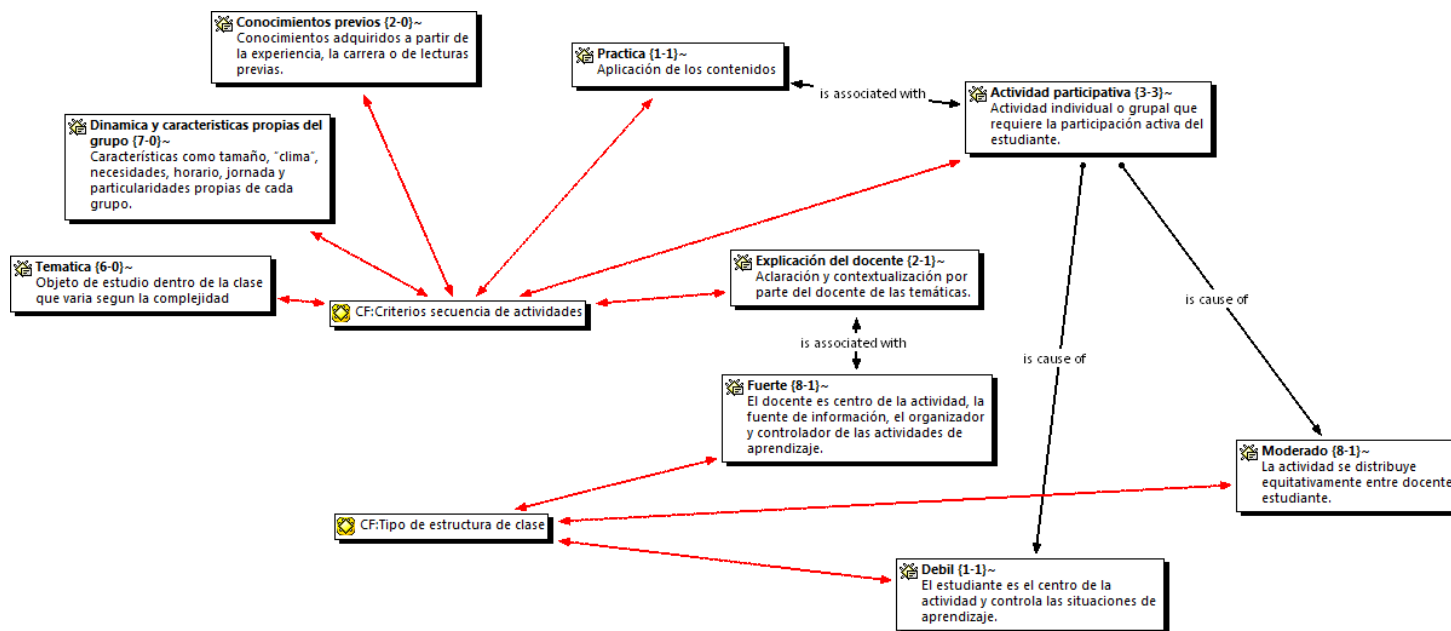 Conocimientos previos {2-0}~
Conocimientos adquiridos a partir de
la experiencia, la carrera o de lecturas
previas.
Practica {1-1}~
Aplicación de los contenidos
is associated with
Actividad participativa {3-3}~
Actividad individual o grupal que
requiere la participación activa del
estudiante.
Dinamica y caracteristicas propias del
grupo {7-0}~
Características como tamaño, "clima",
necesidades, horario, jornada y
particularidades propias de cada
grupo.
Tematica {6-0}~
Objeto de estudio dentro de la clase
que varia segun la complejidad
CF:Criterios secuencia de actividades
Explicación del docente {2-1}~
Aclaración y contextualización por
parte del docente de las temáticas.
is cause of
is associated with
is cause of
Fuerte {8-1}~
El docente es centro de la actividad, la
fuente de información, el organizador
y controlador de las actividades de
aprendizaje.
Moderado {8-1}~
La actividad se distribuye
equitativamente entre docente
estudiante.
CF:Tipo de estructura de clase
Debil {1-1}~
El estudiante es el centro de la
actividad y controla las situaciones de
aprendizaje.